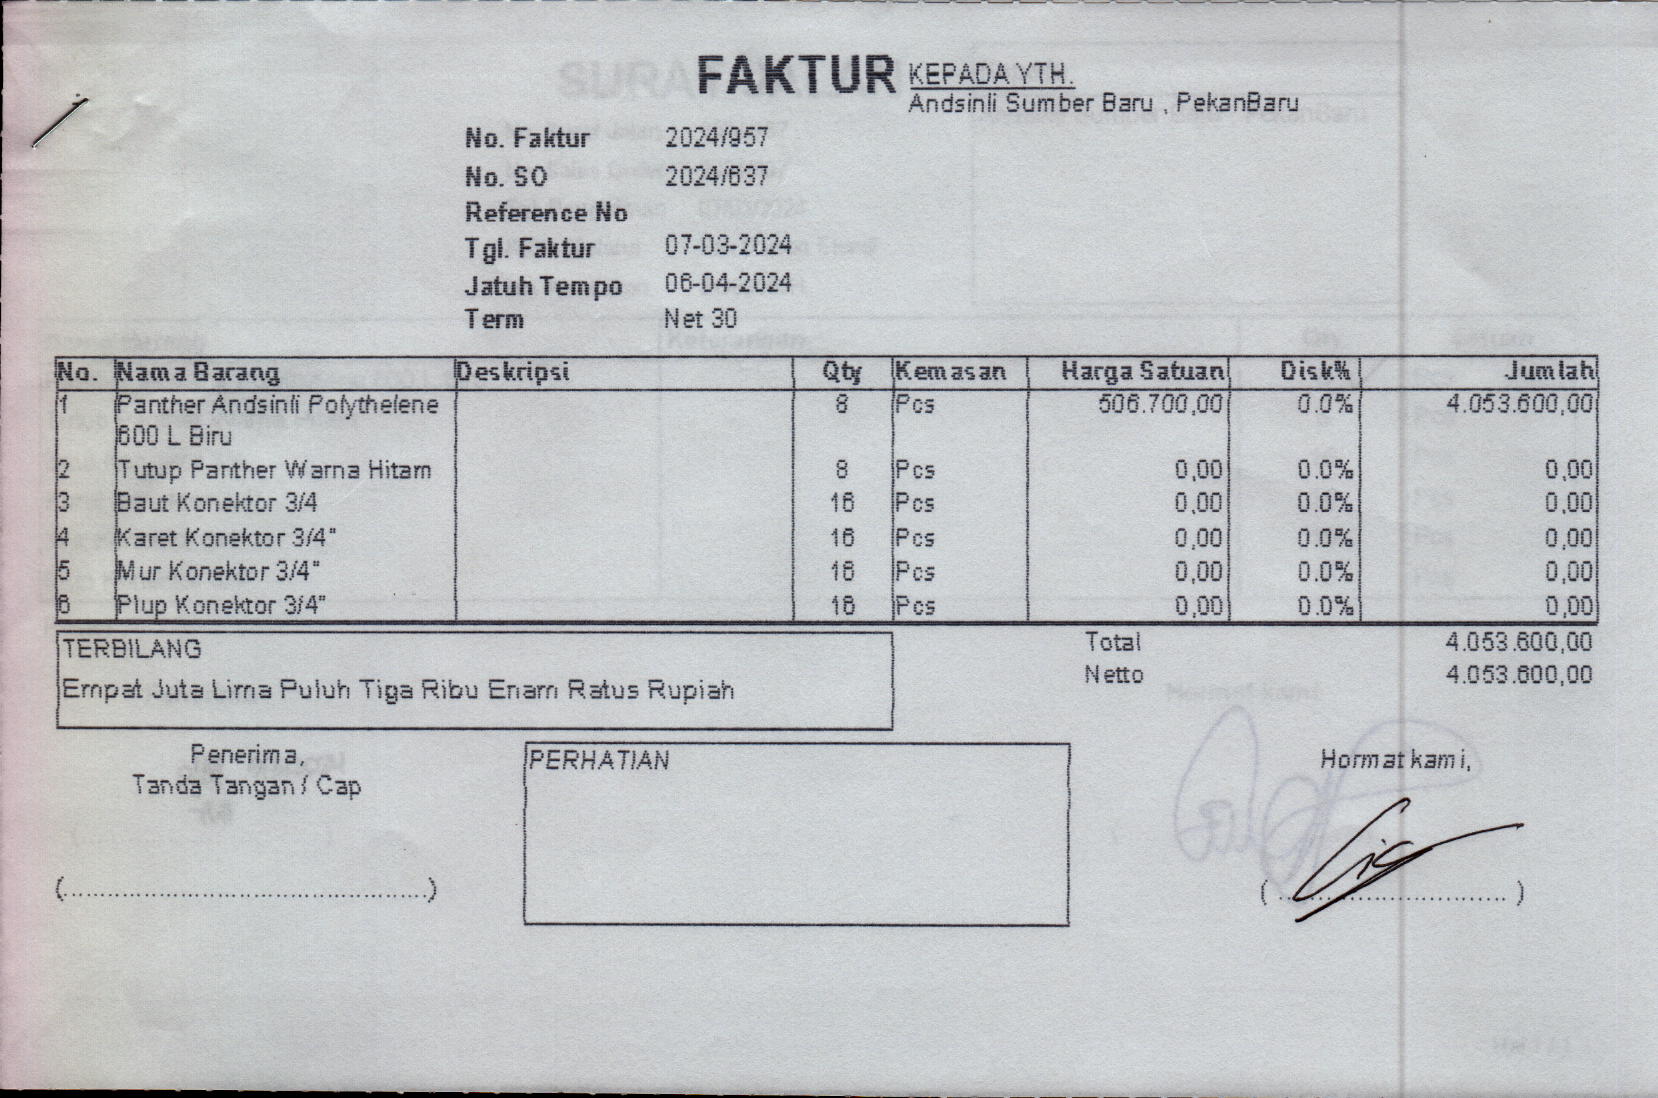 FAKTUR
KEPADA YTH.
Andsinli Sumber Baru , PekanBaru
No. Faktur 2024/957
No. SO 2024/637
Reference No
Tgl. Faktur 07-03-2024
Jatuh Tempo 06-04-2024
Term Net 30
No. Nama Barang Deskripsi Qty Kemasan Harga Satuan Disk% Jumlah
1 Panther Andsinli Polythelene 8 Pcs 506.700,00 0.0% 4.053.600,00
600 L Biru
2 Tutup Panther Warna Hitam 8 Pcs 0,00 0.0% 0,00
3 Baut Konektor 3/4 16 Pcs 0,00 0.0% 0,00
4 Karet Konektor 3/4" 16 Pcs 0,00 0.0% 0,00
5 Mur Konektor 3/4" 16 Pcs 0,00 0.0% 0,00
6 Plup Konektor 3/4" 16 Pcs 0,00 0.0% 0,00
TERBILANG
Empat Juta Lima Puluh Tiga Ribu Enam Ratus Rupiah
Total 4.053.600,00
Netto 4.053.600,00
Penerima,
Tanda Tangan / Cap
PERHATIAN
Hormat kami,
(..............................................)
( .................................. )